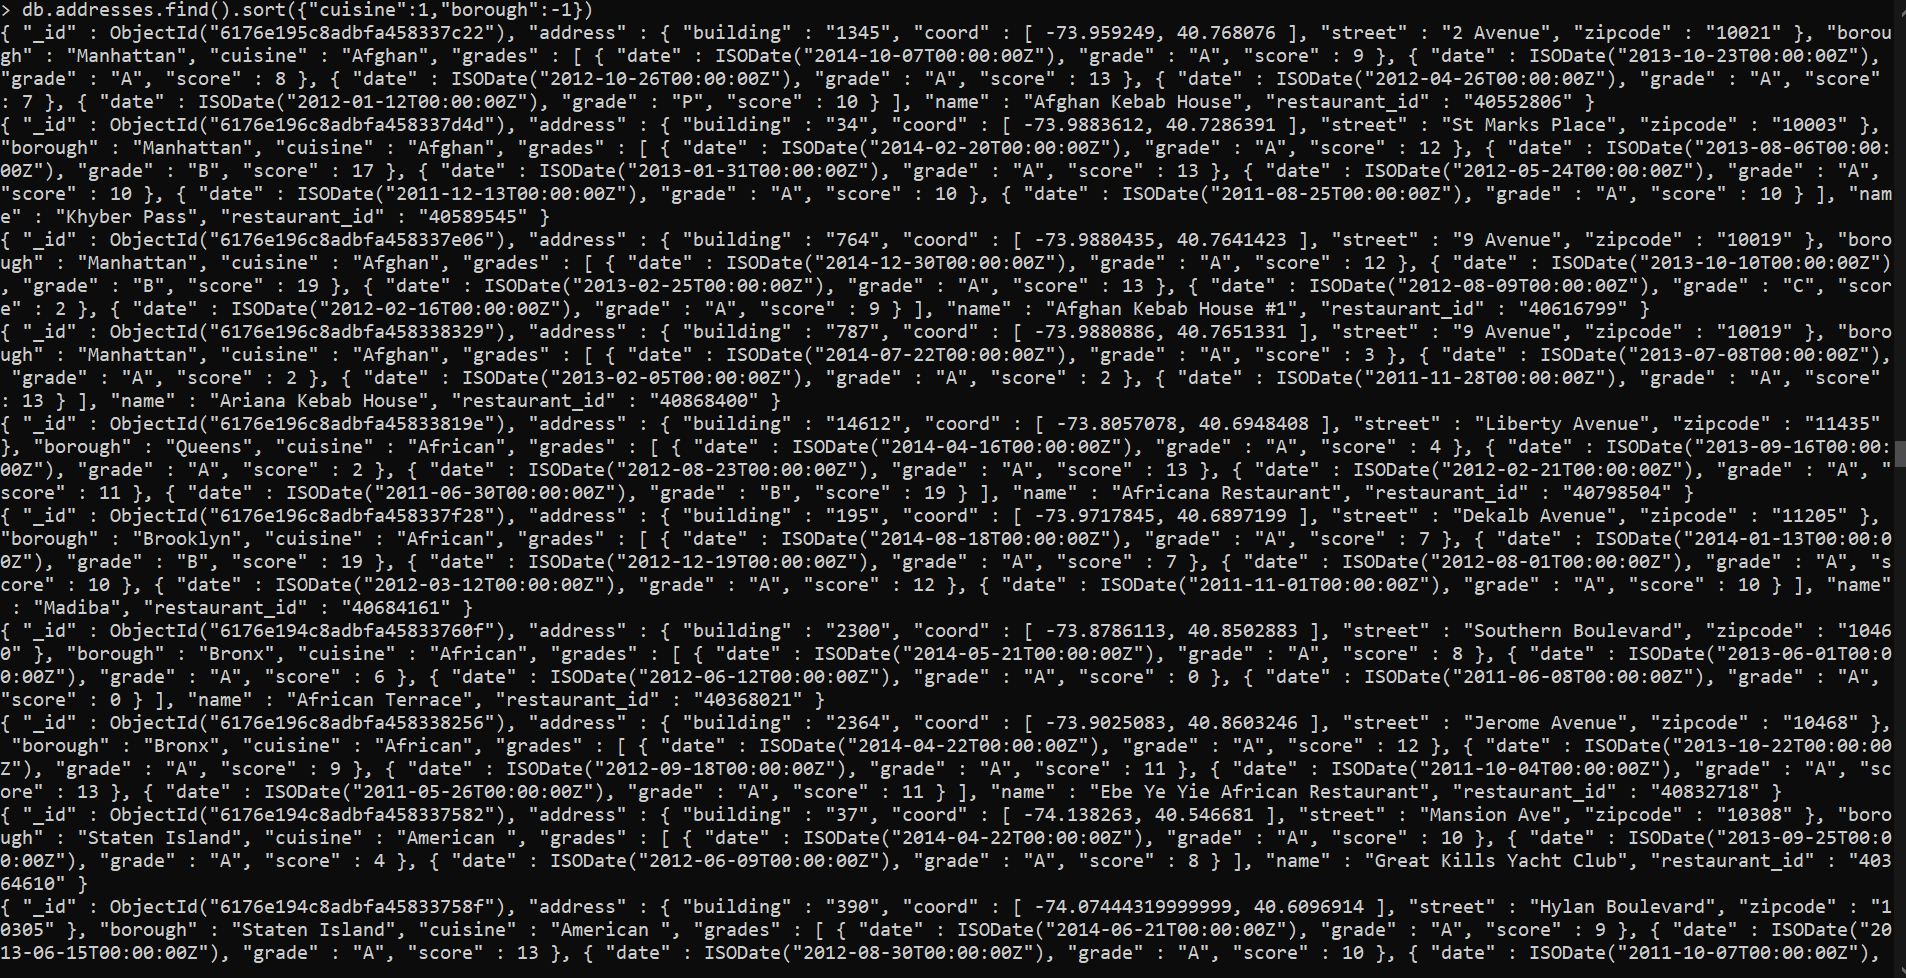 > db.addresses.find().sort({"cuisine":1,"borough":-1})
{ "_id" : ObjectId("6176e195c8adbfa458337c22"), "address" : { "building" : "1345", "coord" : [ -73.959249, 40.768076 ], "street" : "2 Avenue", "zipcode" : "10021" }, "borou
gh" : "Manhattan", "cuisine" : "Afghan", "grades" : [ { "date" : ISODate("2014-10-07T00:00:00Z"), "grade" : "A", "score" : 9 }, { "date" : ISODate("2013-10-23T00:00:00Z"),
"grade" : "A", "score" : 8 }, { "date" : ISODate("2012-10-26T00:00:00Z"), "grade" : "A", "score" : 13 }, { "date" : ISODate("2012-04-26T00:00:00Z"), "grade" : "A", "score"
: 7 }, { "date" : ISODate("2012-01-12T00:00:00Z"), "grade" : "P", "score" : 10 } ], "name" : "Afghan Kebab House", "restaurant_id" : "40552806" }
{ "_id" : ObjectId("6176e196c8adbfa458337d4d"), "address" : { "building" : "34", "coord" : [ -73.9883612, 40.7286391 ], "street" : "St Marks Place", "zipcode" : "10003" },
"borough" : "Manhattan", "cuisine" : "Afghan", "grades" : [ { "date" : ISODate("2014-02-20T00:00:00Z"), "grade" : "A", "score" : 12 }, { "date" : ISODate("2013-08-06T00:00:
00Z"), "grade" : "B", "score" : 17 }, { "date" : ISODate("2013-01-31T00:00:00Z"), "grade" : "A", "score" : 13 }, { "date" : ISODate("2012-05-24T00:00:00Z"), "grade" : "A",
"score" : 10 }, { "date" : ISODate("2011-12-13T00:00:00Z"), "grade" : "A", "score" : 10 }, { "date" : ISODate("2011-08-25T00:00:00Z"), "grade" : "A", "score" : 10 } ], "nam
e" : "Khyber Pass", "restaurant_id" : "40589545" }
{ "_id" : ObjectId("6176e196c8adbfa458337e06"), "address" : { "building" : "764", "coord" : [ -73.9880435, 40.7641423 ], "street" : "9 Avenue", "zipcode" : "10019" }, "boro
ugh" : "Manhattan", "cuisine" : "Afghan", "grades" : [ { "date" : ISODate("2014-12-30T00:00:00Z"), "grade" : "A", "score" : 12 }, { "date" : ISODate("2013-10-10T00:00:00Z")
, "grade" : "B", "score" : 19 }, { "date" : ISODate("2013-02-25T00:00:00Z"), "grade" : "A", "score" : 13 }, { "date" : ISODate("2012-08-09T00:00:00Z"), "grade" : "C", "scor
e" : 2 }, { "date" : ISODate("2012-02-16T00:00:00Z"), "grade" : "A", "score" : 9 } ], "name" : "Afghan Kebab House #1", "restaurant_id" : "40616799" }
{ "_id" : ObjectId("6176e196c8adbfa458338329"), "address" : { "building" : "787", "coord" : [ -73.9880886, 40.7651331 ], "street" : "9 Avenue", "zipcode" : "10019" }, "boro
ugh" : "Manhattan", "cuisine" : "Afghan", "grades" : [ { "date" : ISODate("2014-07-22T00:00:00Z"), "grade" : "A", "score" : 3 }, { "date" : ISODate("2013-07-08T00:00:00Z"),
 "grade" : "A", "score" : 2 }, { "date" : ISODate("2013-02-05T00:00:00Z"), "grade" : "A", "score" : 2 }, { "date" : ISODate("2011-11-28T00:00:00Z"), "grade" : "A", "score"
: 13 } ], "name" : "Ariana Kebab House", "restaurant_id" : "40868400" }
{ "_id" : ObjectId("6176e196c8adbfa45833819e"), "address" : { "building" : "14612", "coord" : [ -73.8057078, 40.6948408 ], "street" : "Liberty Avenue", "zipcode" : "11435"
}, "borough" : "Queens", "cuisine" : "African", "grades" : [ { "date" : ISODate("2014-04-16T00:00:00Z"), "grade" : "A", "score" : 4 }, { "date" : ISODate("2013-09-16T00:00:
00Z"), "grade" : "A", "score" : 2 }, { "date" : ISODate("2012-08-23T00:00:00Z"), "grade" : "A", "score" : 13 }, { "date" : ISODate("2012-02-21T00:00:00Z"), "grade" : "A", "
score" : 11 }, { "date" : ISODate("2011-06-30T00:00:00Z"), "grade" : "B", "score" : 19 } ], "name" : "Africana Restaurant", "restaurant_id" : "40798504" }
{ "_id" : ObjectId("6176e196c8adbfa458337f28"), "address" : { "building" : "195", "coord" : [ -73.9717845, 40.6897199 ], "street" : "Dekalb Avenue", "zipcode" : "11205" },
"borough" : "Brooklyn", "cuisine" : "African", "grades" : [ { "date" : ISODate("2014-08-18T00:00:00Z"), "grade" : "A", "score" : 7 }, { "date" : ISODate("2014-01-13T00:00:0
0Z"), "grade" : "B", "score" : 19 }, { "date" : ISODate("2012-12-19T00:00:00Z"), "grade" : "A", "score" : 7 }, { "date" : ISODate("2012-08-01T00:00:00Z"), "grade" : "A", "s
core" : 10 }, { "date" : ISODate("2012-03-12T00:00:00Z"), "grade" : "A", "score" : 12 }, { "date" : ISODate("2011-11-01T00:00:00Z"), "grade" : "A", "score" : 10 } ], "name"
 : "Madiba", "restaurant_id" : "40684161" }
{ "_id" : ObjectId("6176e194c8adbfa45833760f"), "address" : { "building" : "2300", "coord" : [ -73.8786113, 40.8502883 ], "street" : "Southern Boulevard", "zipcode" : "1046
0" }, "borough" : "Bronx", "cuisine" : "African", "grades" : [ { "date" : ISODate("2014-05-21T00:00:00Z"), "grade" : "A", "score" : 8 }, { "date" : ISODate("2013-06-01T00:0
0:00Z"), "grade" : "A", "score" : 6 }, { "date" : ISODate("2012-06-12T00:00:00Z"), "grade" : "A", "score" : 0 }, { "date" : ISODate("2011-06-08T00:00:00Z"), "grade" : "A",
"score" : 0 } ], "name" : "African Terrace", "restaurant_id" : "40368021" }
{ "_id" : ObjectId("6176e196c8adbfa458338256"), "address" : { "building" : "2364", "coord" : [ -73.9025083, 40.8603246 ], "street" : "Jerome Avenue", "zipcode" : "10468" },
 "borough" : "Bronx", "cuisine" : "African", "grades" : [ { "date" : ISODate("2014-04-22T00:00:00Z"), "grade" : "A", "score" : 12 }, { "date" : ISODate("2013-10-22T00:00:00
Z"), "grade" : "A", "score" : 9 }, { "date" : ISODate("2012-09-18T00:00:00Z"), "grade" : "A", "score" : 11 }, { "date" : ISODate("2011-10-04T00:00:00Z"), "grade" : "A", "sc
ore" : 13 }, { "date" : ISODate("2011-05-26T00:00:00Z"), "grade" : "A", "score" : 11 } ], "name" : "Ebe Ye Yie African Restaurant", "restaurant_id" : "40832718" }
{ "_id" : ObjectId("6176e194c8adbfa458337582"), "address" : { "building" : "37", "coord" : [ -74.138263, 40.546681 ], "street" : "Mansion Ave", "zipcode" : "10308" }, "boro
ugh" : "Staten Island", "cuisine" : "American ", "grades" : [ { "date" : ISODate("2014-04-22T00:00:00Z"), "grade" : "A", "score" : 10 }, { "date" : ISODate("2013-09-25T00:0
0:00Z"), "grade" : "A", "score" : 4 }, { "date" : ISODate("2012-06-09T00:00:00Z"), "grade" : "A", "score" : 8 } ], "name" : "Great Kills Yacht Club", "restaurant_id" : "403
64610" }
{ "_id" : ObjectId("6176e194c8adbfa45833758f"), "address" : { "building" : "390", "coord" : [ -74.07444319999999, 40.6096914 ], "street" : "Hylan Boulevard", "zipcode" : "1
0305" }, "borough" : "Staten Island", "cuisine" : "American ", "grades" : [ { "date" : ISODate("2014-06-21T00:00:00Z"), "grade" : "A", "score" : 9 }, { "date" : ISODate("20
13-06-15T00:00:00Z"), "grade" : "A", "score" : 13 }, { "date" : ISODate("2012-08-30T00:00:00Z"), "grade" : "A", "score" : 10 }, { "date" : ISODate("2011-10-07T00:00:00Z"),